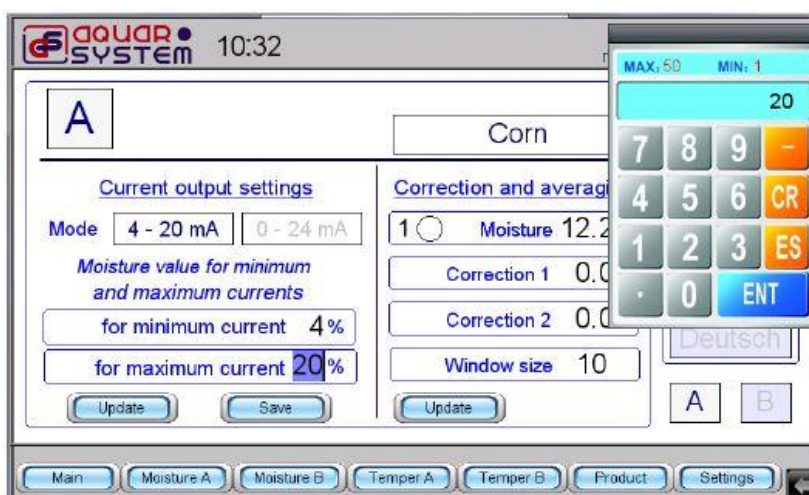 aquar system 10:32
A
Corn
Current output settings
Mode 4 - 20 mA 0 - 24 mA
Moisture value for minimum
and maximum currents
for minimum current 4 %
for maximum current 20 %
Update Save
Correction and averagi
1 Moisture 12.2
Correction 1 0.0
Correction 2 0.0
Window size 10
Update
MAX: 50 MIN: 1
20
7 8 9 -
4 5 6 CR
1 2 3 ES
. 0 ENT
Deutsch
A B
Main Moisture A Moisture B Temper A Temper B Product Settings